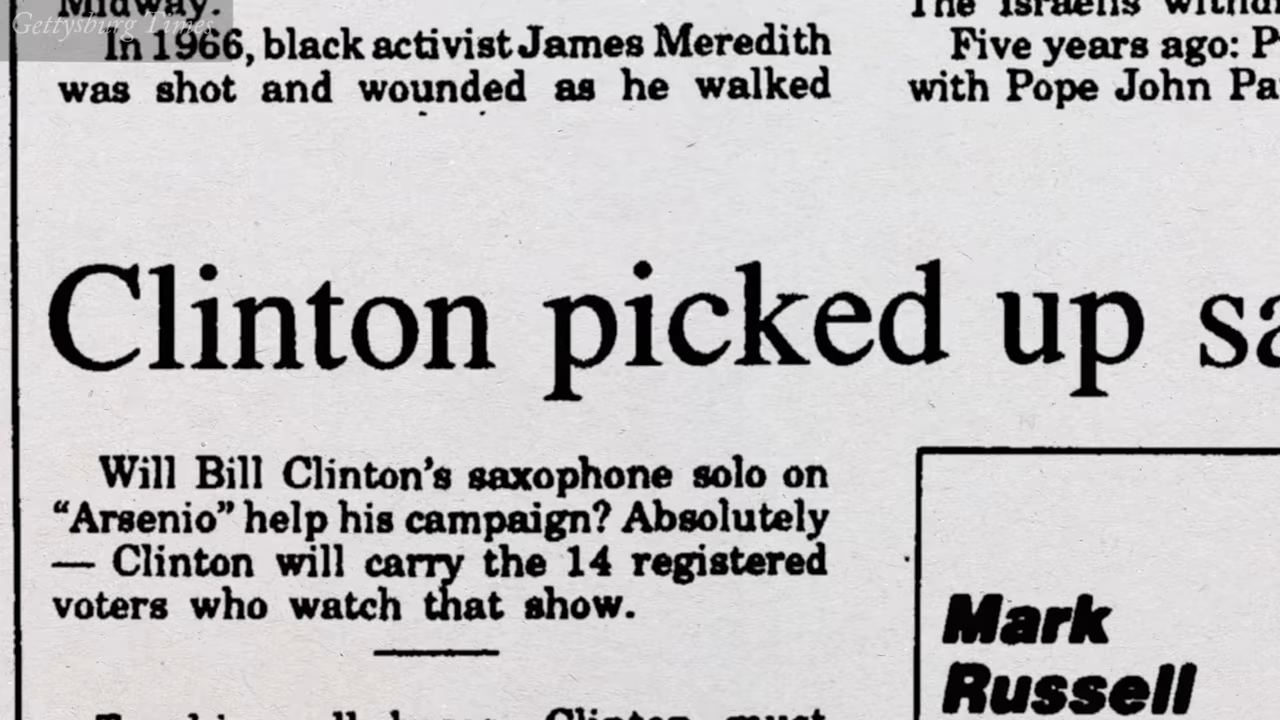 Gettysburg Times
Midway.
In 1966, black activist James Meredith
was shot and wounded as he walked
The Israelis
Five years ago: P
with Pope John Pa
Clinton picked up sa
Will Bill Clinton's saxophone solo on
“Arsenio” help his campaign? Absolutely
— Clinton will carry the 14 registered
voters who watch that show.
Mark
Russell
Clinton must